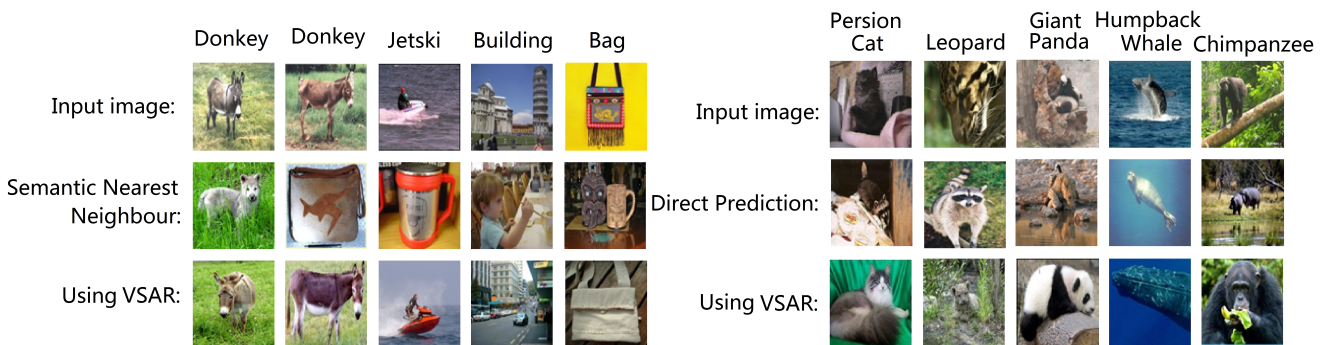 Donkey Donkey Jetski Building Bag
Input image:
Semantic Nearest
Neighbour:
Using VSAR:
Persion
Cat
Leopard
Giant
Panda
Humpback
Whale
Chimpanzee
Input image:
Direct Prediction:
Using VSAR: